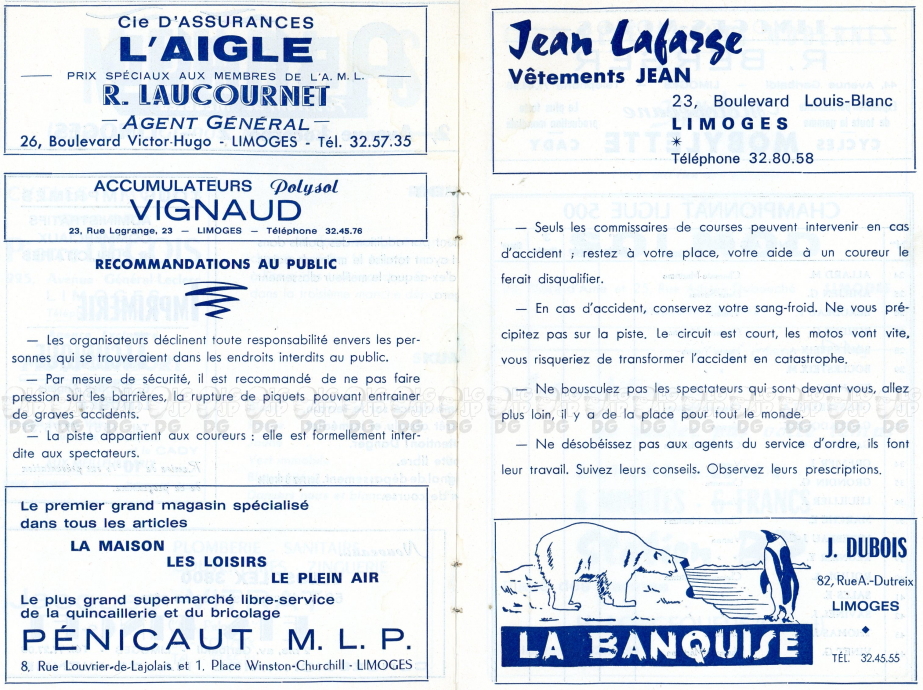 Cie D'ASSURANCES
L'AIGLE
PRIX SPÉCIAUX AUX MEMBRES DE L'A. M. L.
R. LAUCOURNET
— AGENT GÉNÉRAL —
26, Boulevard Victor-Hugo - LIMOGES - Tél. 32.57.35
ACCUMULATEURS Polysol
VIGNAUD
23, Rue Lagrange, 23 — LIMOGES — Téléphone 32.45.76
RECOMMANDATIONS AU PUBLIC
— Les organisateurs déclinent toute responsabilité envers les per-
sonnes qui se trouveraient dans les endroits interdits au public.
— Par mesure de sécurité, il est recommandé de ne pas faire
pression sur les barrières, la rupture de piquets pouvant entrainer
de graves accidents.
— La piste appartient aux coureurs ; elle est formellement inter-
dite aux spectateurs.
Le premier grand magasin spécialisé
dans tous les articles
LA MAISON
LES LOISIRS
LE PLEIN AIR
Le plus grand supermarché libre-service
de la quincaillerie et du bricolage
PÉNICAUT M. L. P.
8, Rue Louvrier-de-Lajolais et 1, Place Winston-Churchill - LIMOGES
Jean Lafarge
Vêtements JEAN
23, Boulevard Louis-Blanc
LIMOGES
*
Téléphone 32.80.58
— Seuls les commissaires de courses peuvent intervenir en cas
d'accident ; restez à votre place, votre aide à un coureur le
ferait disqualifier.
— En cas d'accident, conservez votre sang-froid. Ne vous pré-
cipitez pas sur la piste. Le circuit est court, les motos vont vite,
vous risqueriez de transformer l'accident en catastrophe.
— Ne bousculez pas les spectateurs qui sont devant vous, allez
plus loin, il y a de la place pour tout le monde.
— Ne désobéissez pas aux agents du service d'ordre, ils font
leur travail. Suivez leurs conseils. Observez leurs prescriptions.
J. DUBOIS
82, Rue A.-Dutreix
LIMOGES
LA BANQUISE
TÉL. 32.45.55